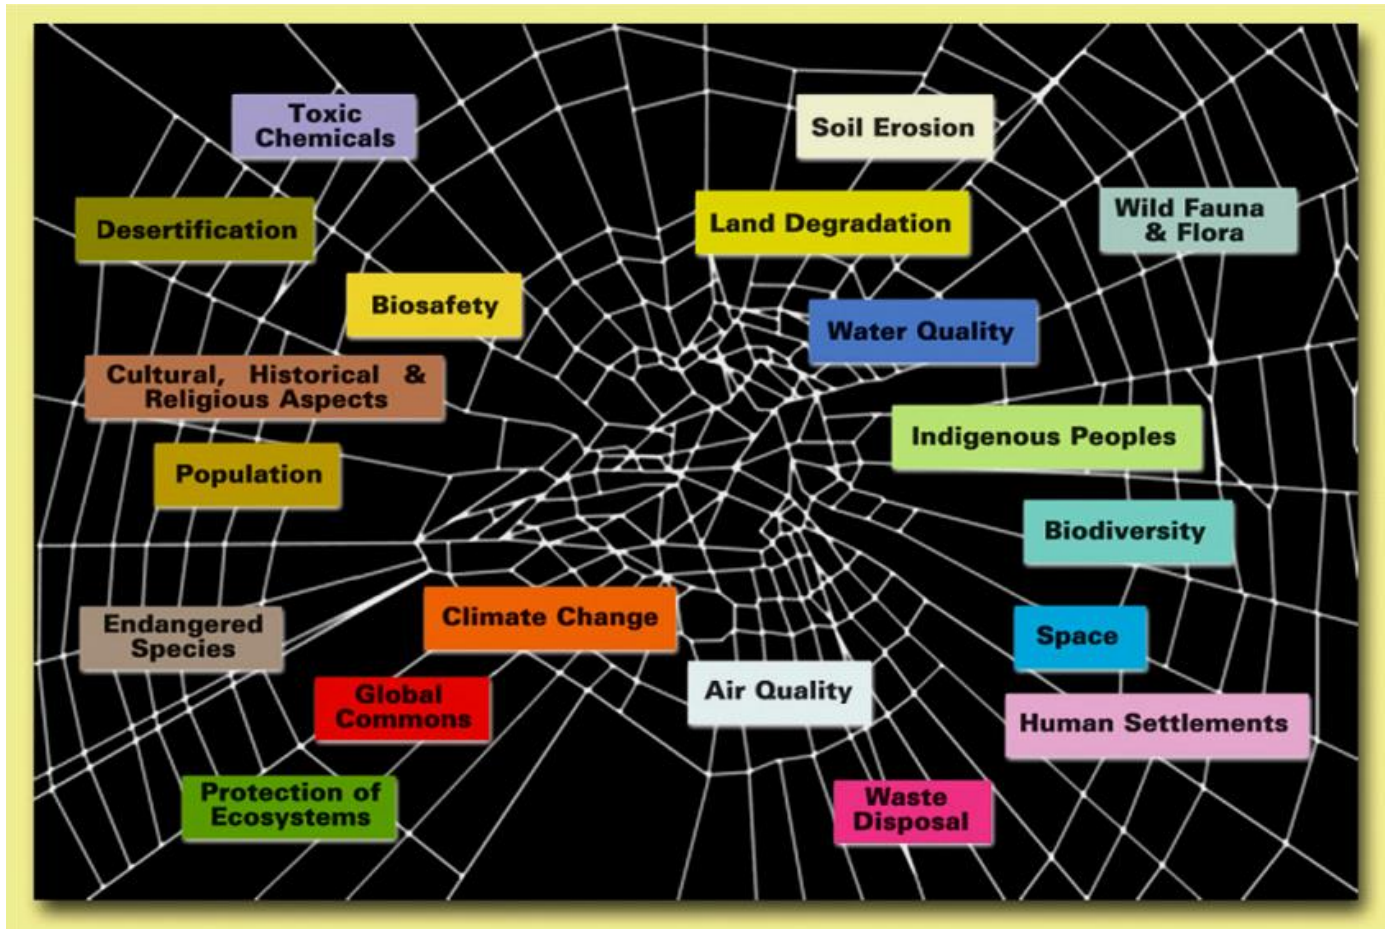 Toxic
Chemicals
Soil Erosion
Desertification
Land Degradation
Wild Fauna
& Flora
Biosafety
Water Quality
Cultural, Historical &
Religious Aspects
Indigenous Peoples
Population
Biodiversity
Endangered
Species
Climate Change
Space
Global
Commons
Air Quality
Human Settlements
Protection of
Ecosystems
Waste
Disposal